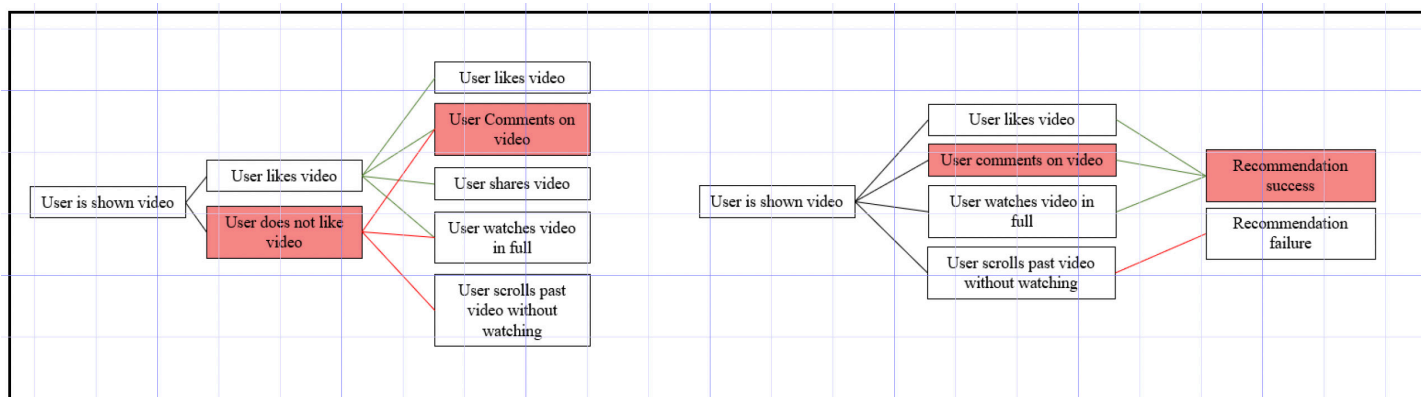 User is shown video
User likes video
User does not like
video
User likes video
User Comments on
video
User shares video
User watches video
in full
User scrolls past
video without
watching
User is shown video
User likes video
User comments on video
User watches video in
full
User scrolls past video
without watching
Recommendation
success
Recommendation
failure